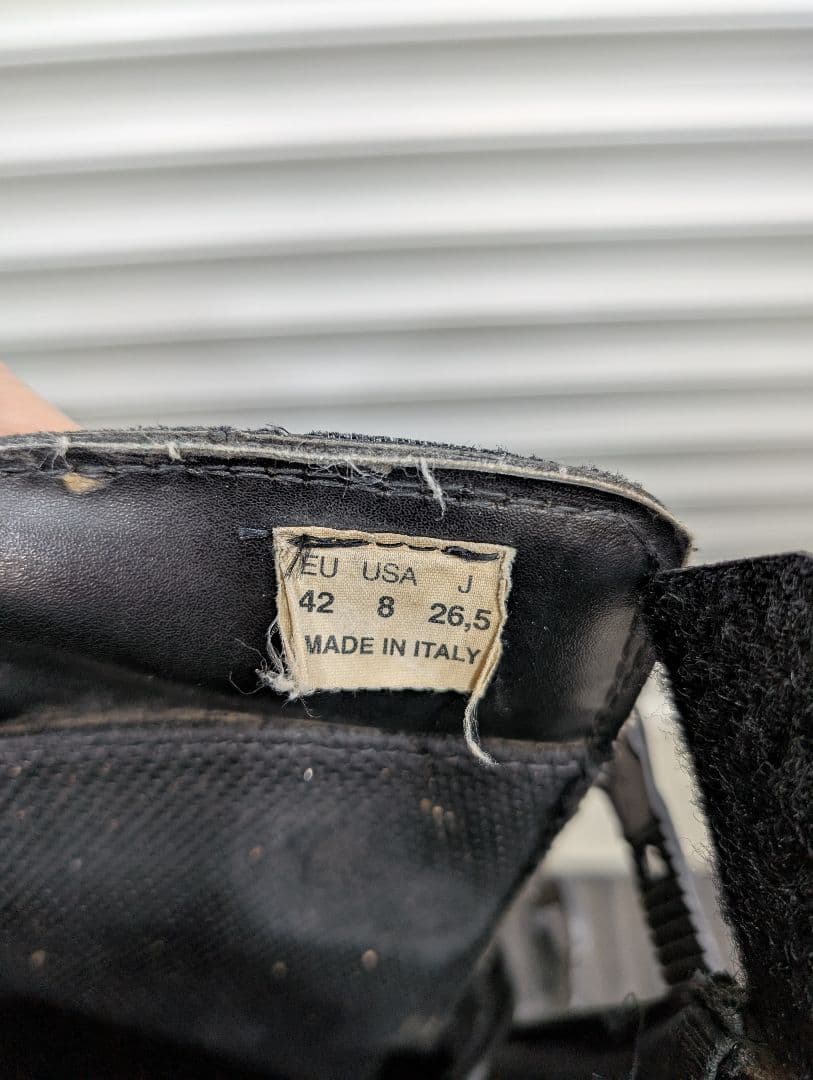 EU USA J
42 8 26,5
MADE IN ITALY